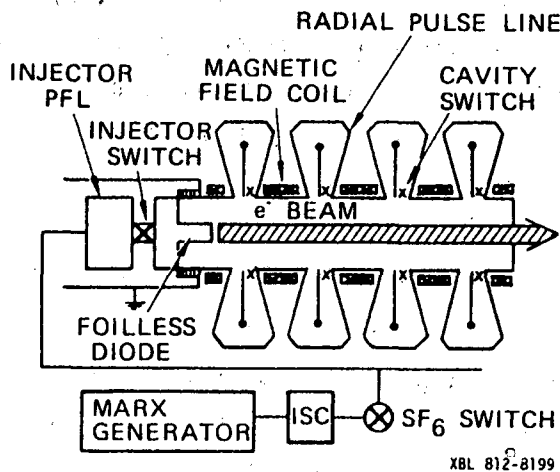 RADIAL PULSE LINE
INJECTOR
PFL
MAGNETIC
FIELD COIL
CAVITY
SWITCH
INJECTOR
SWITCH
e- BEAM
FOILLESS
DIODE
MARX
GENERATOR
ISC
SF6 SWITCH
XBL 812-8199